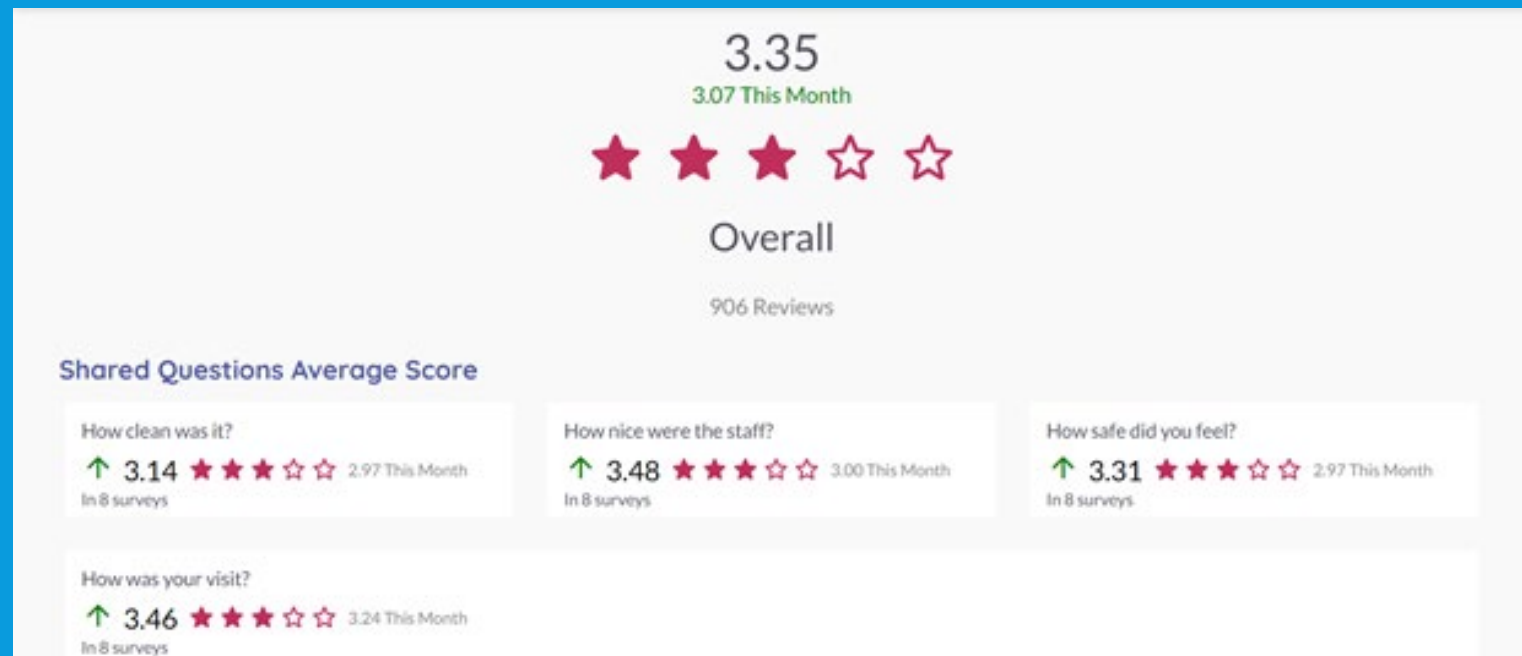 3.35
3.07 This Month
Overall
906 Reviews
Shared Questions Average Score
How clean was it?
3.14 2.97 This Month
In 8 surveys
How nice were the staff?
3.48 3.00 This Month
In 8 surveys
How safe did you feel?
3.31 2.97 This Month
In 8 surveys
How was your visit?
3.46 3.24 This Month
In 8 surveys